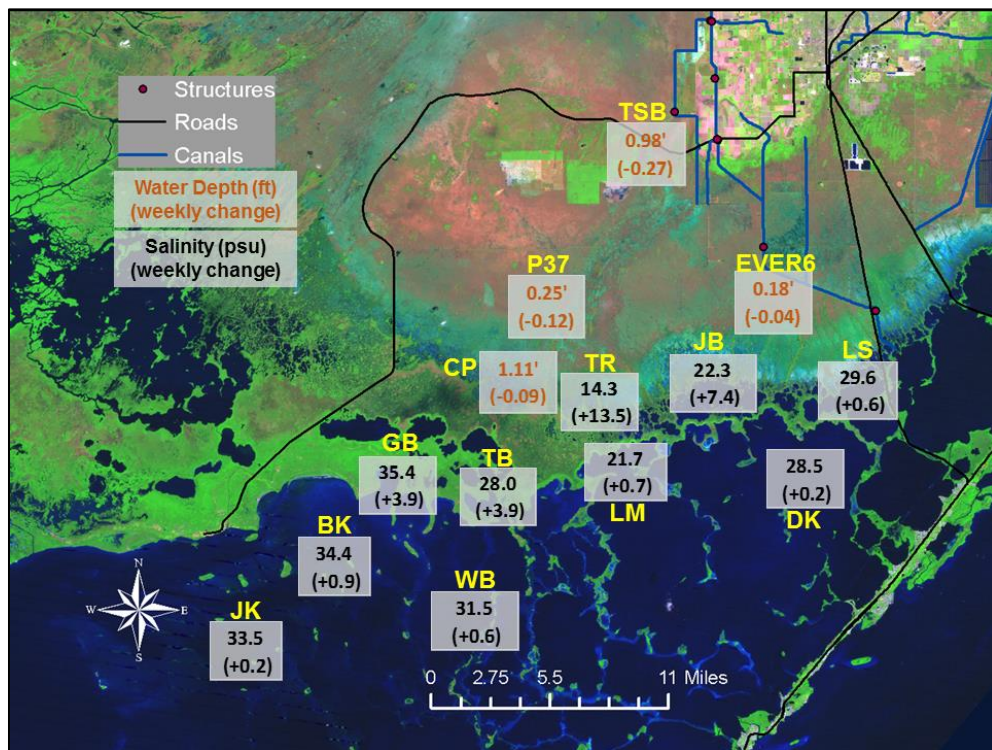 Structures
Roads
Canals
Water Depth (ft)
(weekly change)
Salinity (psu)
(weekly change)
TSB
0.98'
(-0.27)
P37
0.25'
(-0.12)
EVER6
0.18'
(-0.04)
CP
1.11'
(-0.09)
TR
14.3
(+13.5)
JB
22.3
(+7.4)
LS
29.6
(+0.6)
GB
35.4
(+3.9)
TB
28.0
(+3.9)
21.7
(+0.7)
LM
28.5
(+0.2)
DK
BK
34.4
(+0.9)
WB
31.5
(+0.6)
JK
33.5
(+0.2)
N
W
E
S
0 2.75 5.5 11 Miles